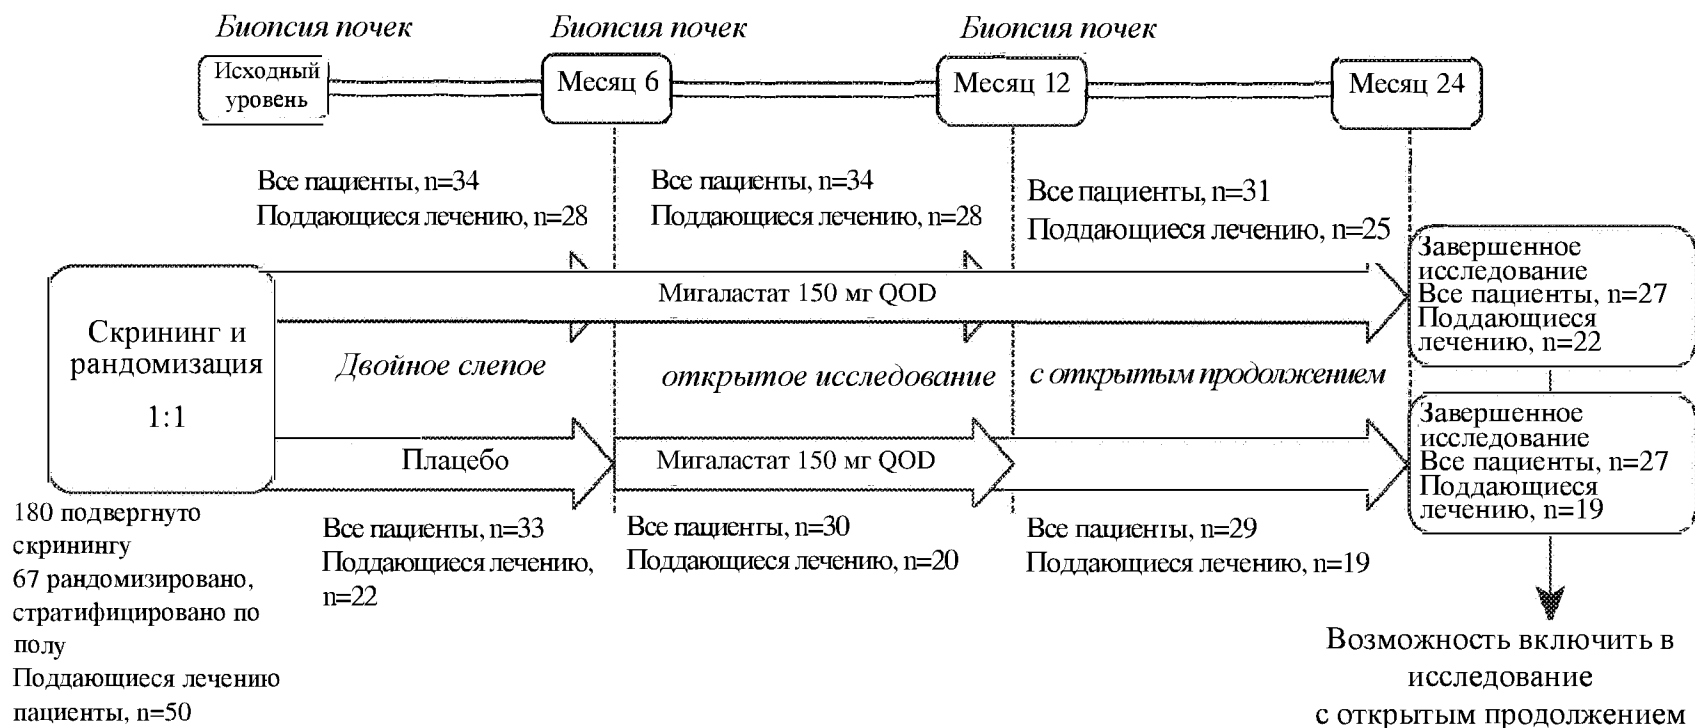 Биопсия почек
Биопсия почек
Биопсия почек
Исходный
уровень
Месяц 6
Месяц 12
Месяц 24
Все пациенты, n=34
Поддающиеся лечению, n=28
Все пациенты, n=34
Поддающиеся лечению, n=28
Все пациенты, n=31
Поддающиеся лечению, n=25
Скрининг и
рандомизация
1:1
Мигаластат 150 мг QOD
Завершенное
исследование
Все пациенты, n=27
Поддающиеся
лечению, n=22
Двойное слепое
открытое исследование
с открытым продолжением
Плацебо
Мигаластат 150 мг QOD
Завершенное
исследование
Все пациенты, n=27
Поддающиеся
лечению, n=19
180 подвергнуто
скринингу
67 рандомизировано,
стратифицировано по
полу
Поддающиеся лечению
пациенты, n=50
Все пациенты, n=33
Поддающиеся лечению,
n=22
Все пациенты, n=30
Поддающиеся лечению, n=20
Все пациенты, n=29
Поддающиеся лечению, n=19
Возможность включить в
исследование
с открытым продолжением